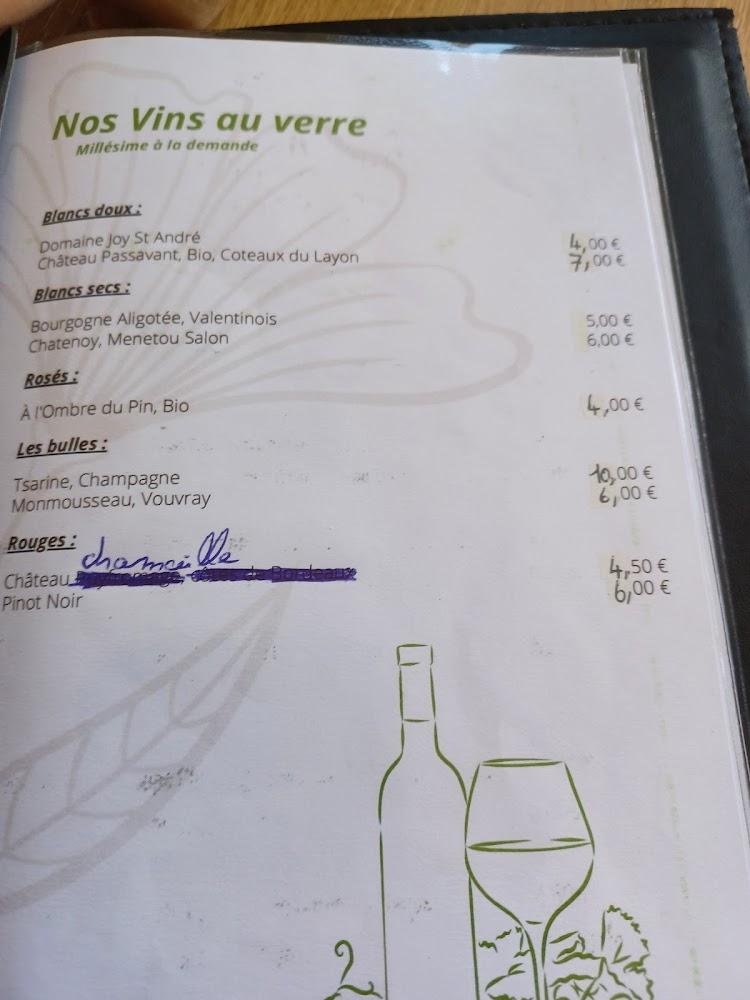 Nos Vins au verre
Millésime à la demande
Blancs doux :
Domaine Joy St André 4,00 €
Château Passavant, Bio, Coteaux du Layon 7,00 €
Blancs secs :
Bourgogne Aligotée, Valentinois 5,00 €
Chatenoy, Menetou Salon 6,00 €
Rosés :
À l'Ombre du Pin, Bio 4,00 €
Les bulles :
Tsarine, Champagne 10,00 €
Monmousseau, Vouvray 6,00 €
Rouges :
chamaille
Château de Bordeaux 4,50 €
Pinot Noir 6,00 €